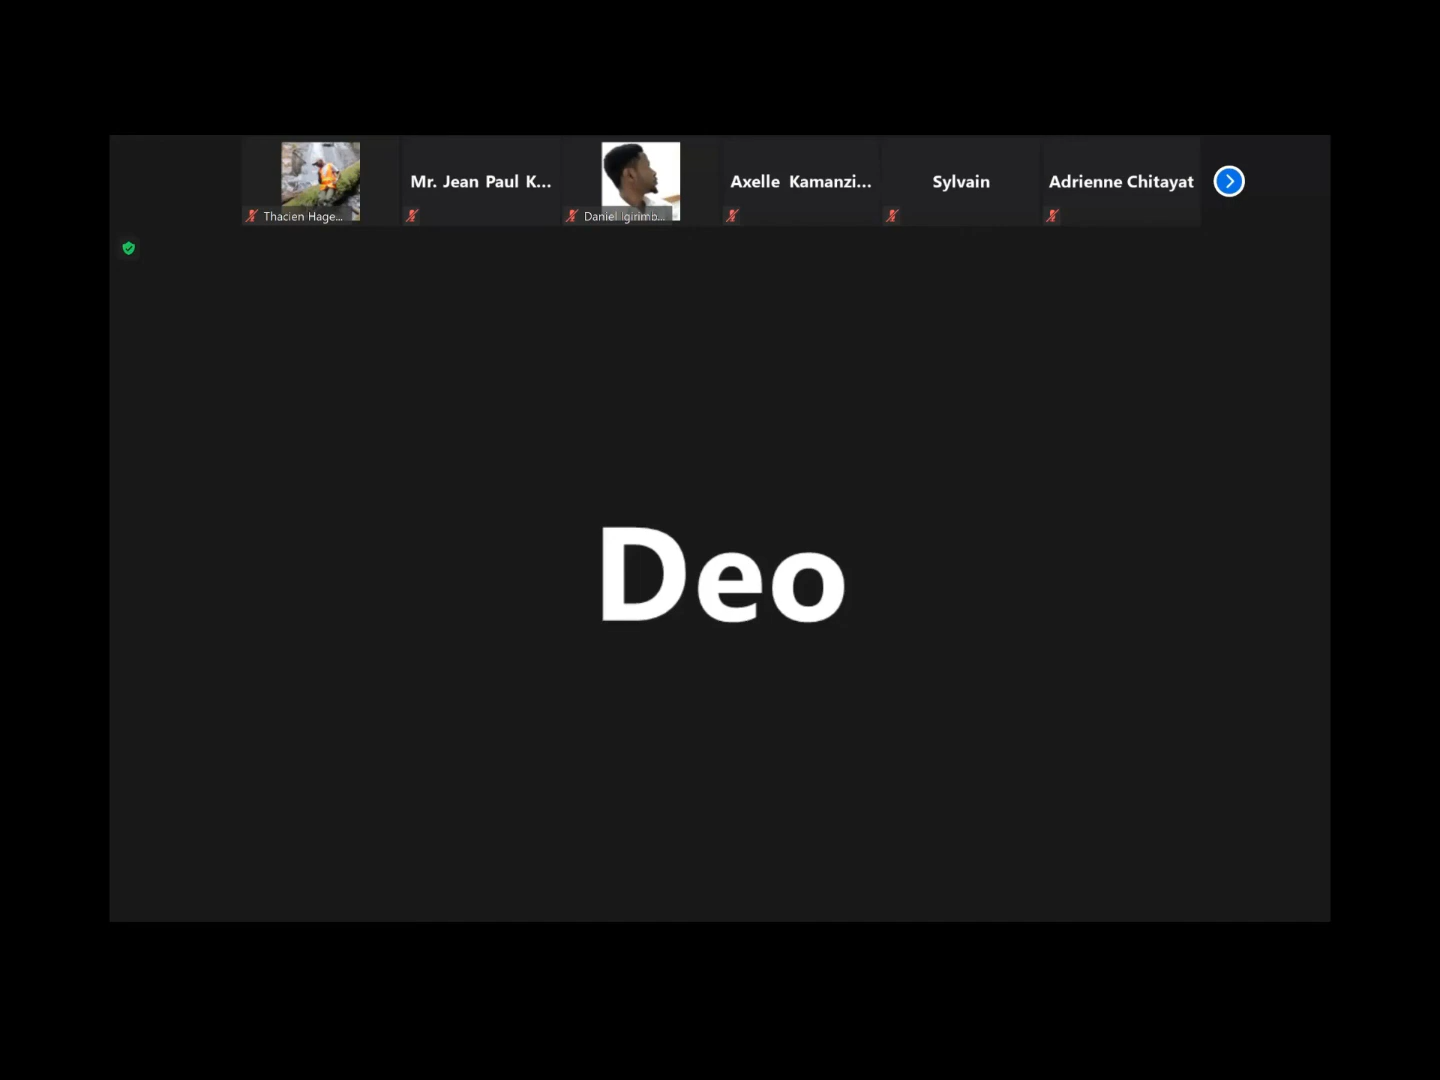 Mr. Jean Paul K...
Axelle Kamanzi...
Sylvain
Adrienne Chitayat
Thacien Hage...
Daniel Igirimb...
Deo